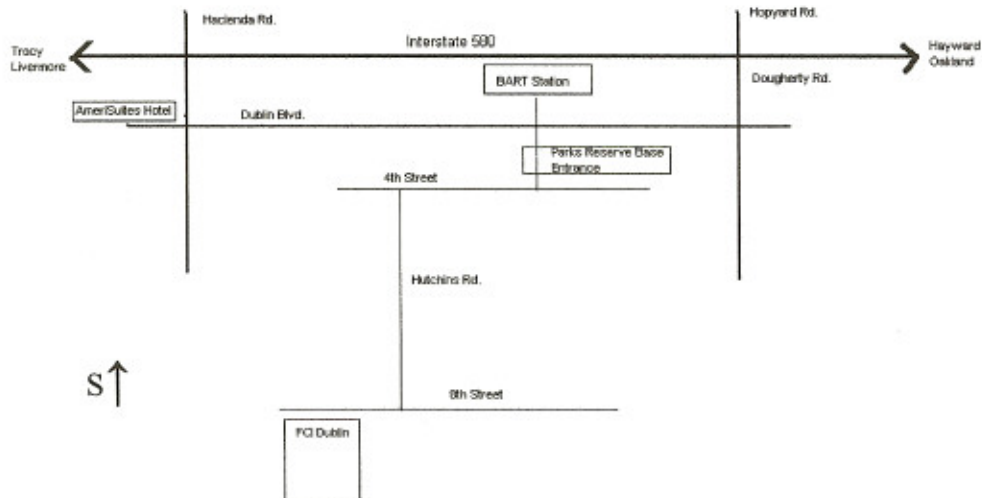 Hacienda Rd.
Hopyard Rd.
Interstate 580
Tracy
Livermore
Hayward
Oakland
BART Station
Dougherty Rd.
AmeriSuites Hotel
Dublin Blvd.
Parks Reserve Base
Entrance
4th Street
Hutchins Rd.
S
8th Street
FCI Dublin